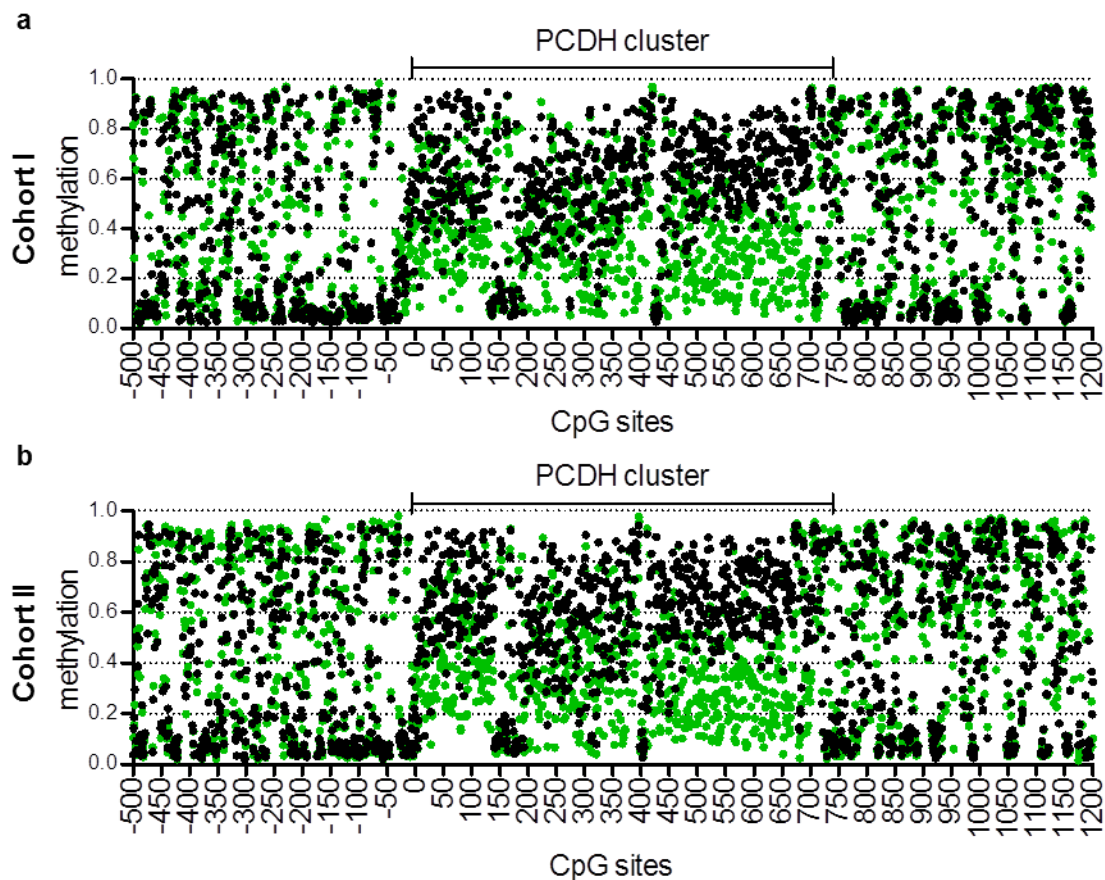 a
PCDH cluster
Cohort I
methylation
1.0
0.8
0.6
0.4
0.2
0.0
-500 -450 -400 -350 -300 -250 -200 -150 -100 -50 0 50 100 150 200 250 300 350 400 450 500 550 600 650 700 750 800 850 900 950 1000 1050 1100 1150 1200
CpG sites
b
PCDH cluster
Cohort II
methylation
1.0
0.8
0.6
0.4
0.2
0.0
-500 -450 -400 -350 -300 -250 -200 -150 -100 -50 0 50 100 150 200 250 300 350 400 450 500 550 600 650 700 750 800 850 900 950 1000 1050 1100 1150 1200
CpG sites